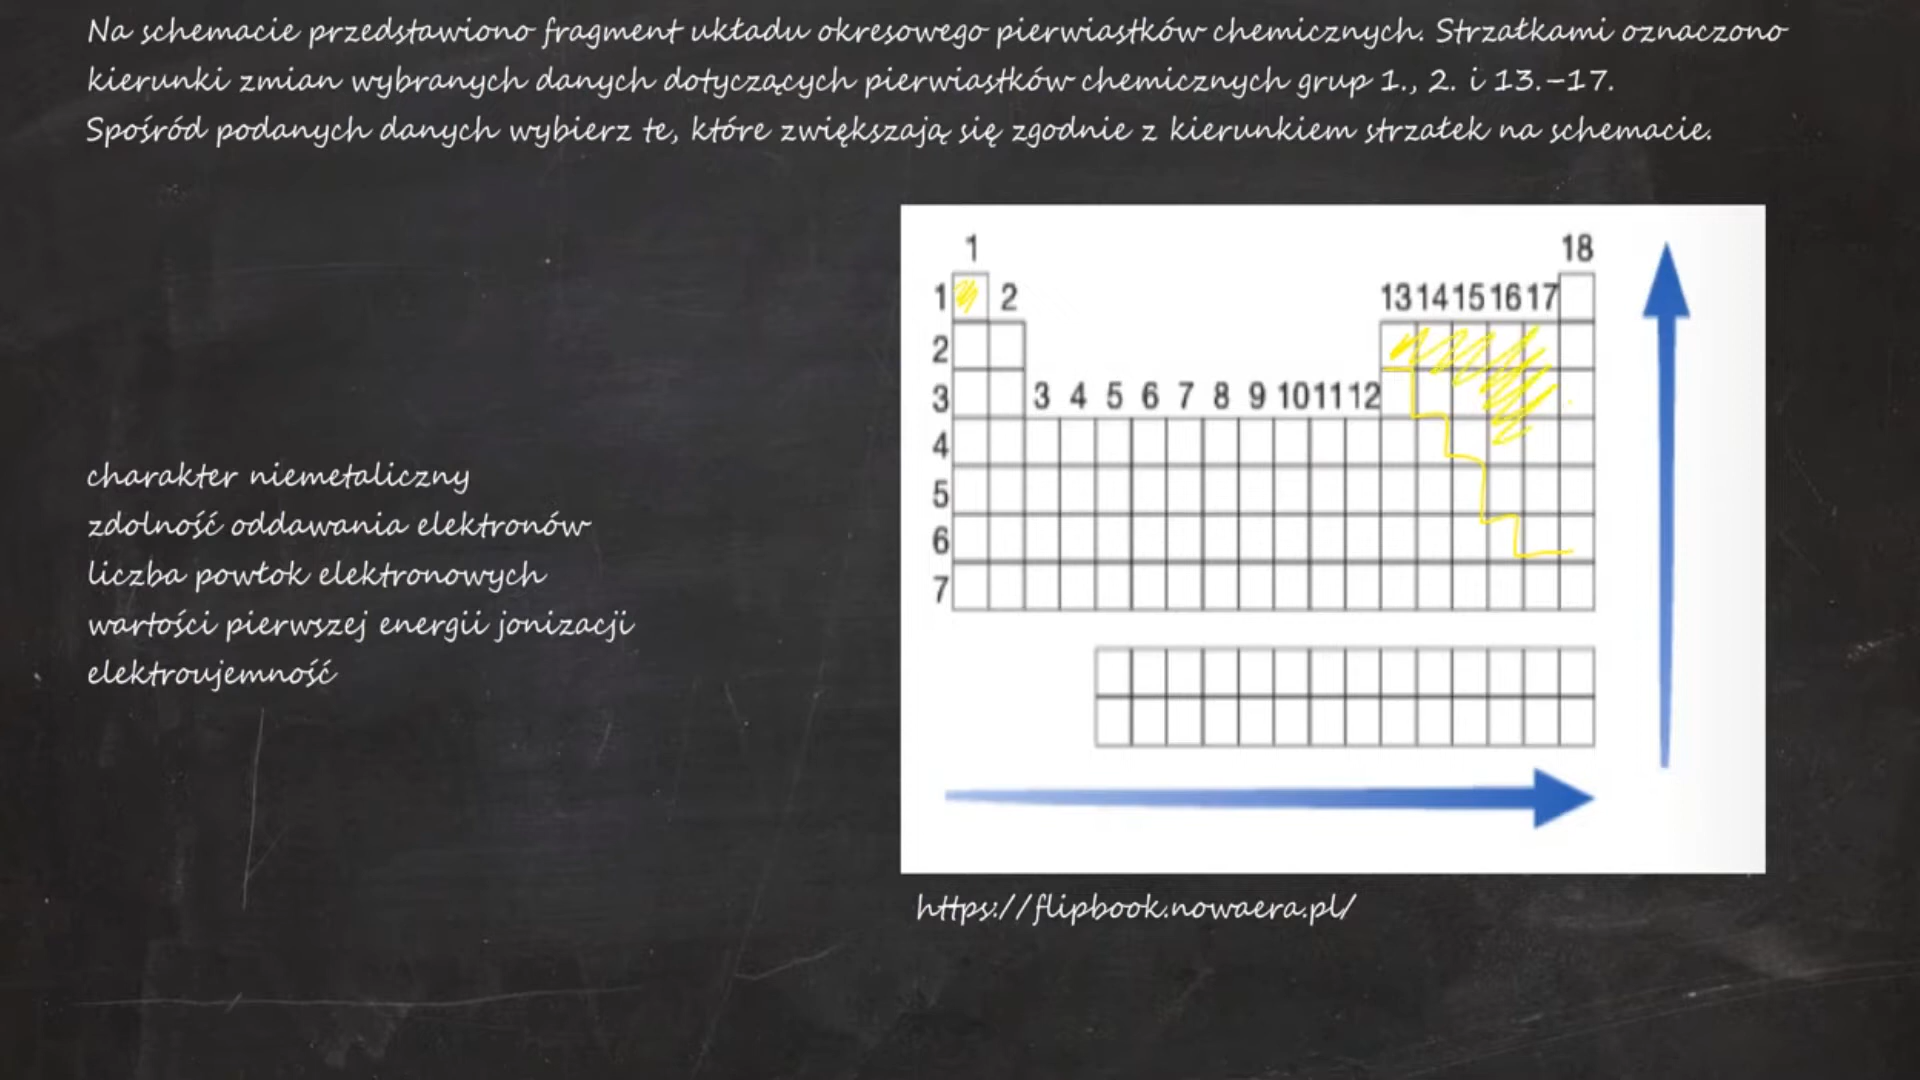 Na schemacie przedstawiono fragment układu okresowego pierwiastków chemicznych. Strzałkami oznaczono
kierunki zmian wybranych danych dotyczących pierwiastków chemicznych grup 1., 2. i 13.–17.
Spośród podanych danych wybierz te, które zwiększają się zgodnie z kierunkiem strzałek na schemacie.
charakter niemetaliczny
zdolność oddawania elektronów
liczba powłok elektronowych
wartości pierwszej energii jonizacji
elektroujemność
1 18
1 2 13 14 15 16 17
2
3 3 4 5 6 7 8 9 10 11 12
4
5
6
7
https://flipbook.nowaera.pl/